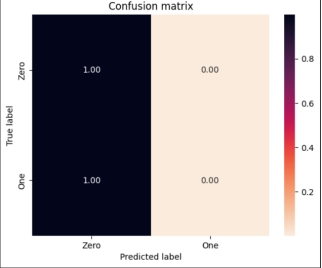 Confusion matrix
Zero
1.00 0.00
0.8
0.6
True label
0.4
One
1.00 0.00
0.2
Zero One
Predicted label